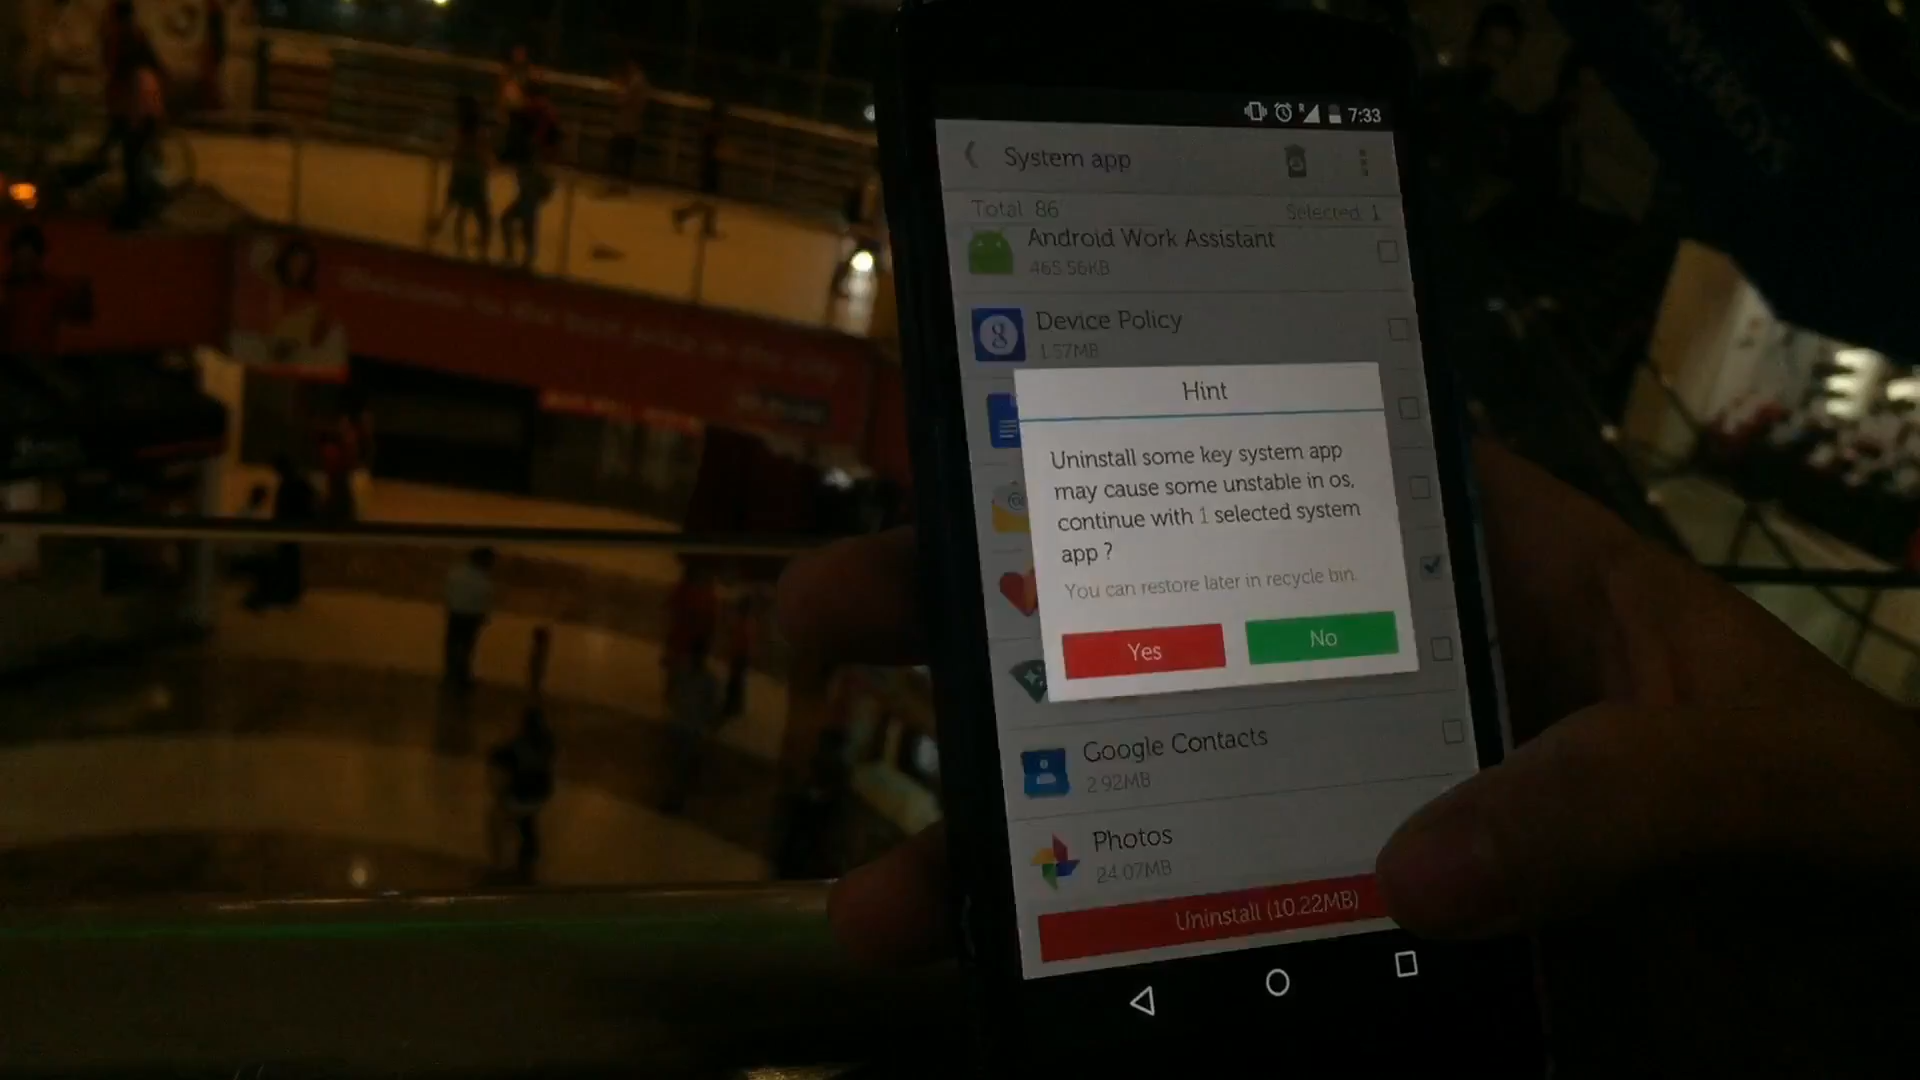 7:33
System app
Total 86
Selected 1
Android Work Assistant
465.56KB
Device Policy
1.57MB
Hint
Uninstall some key system app
may cause some unstable in os,
continue with 1 selected system
app ?
You can restore later in recycle bin.
Yes
No
Google Contacts
2.92MB
Photos
24.07MB
Uninstall (10.22MB)